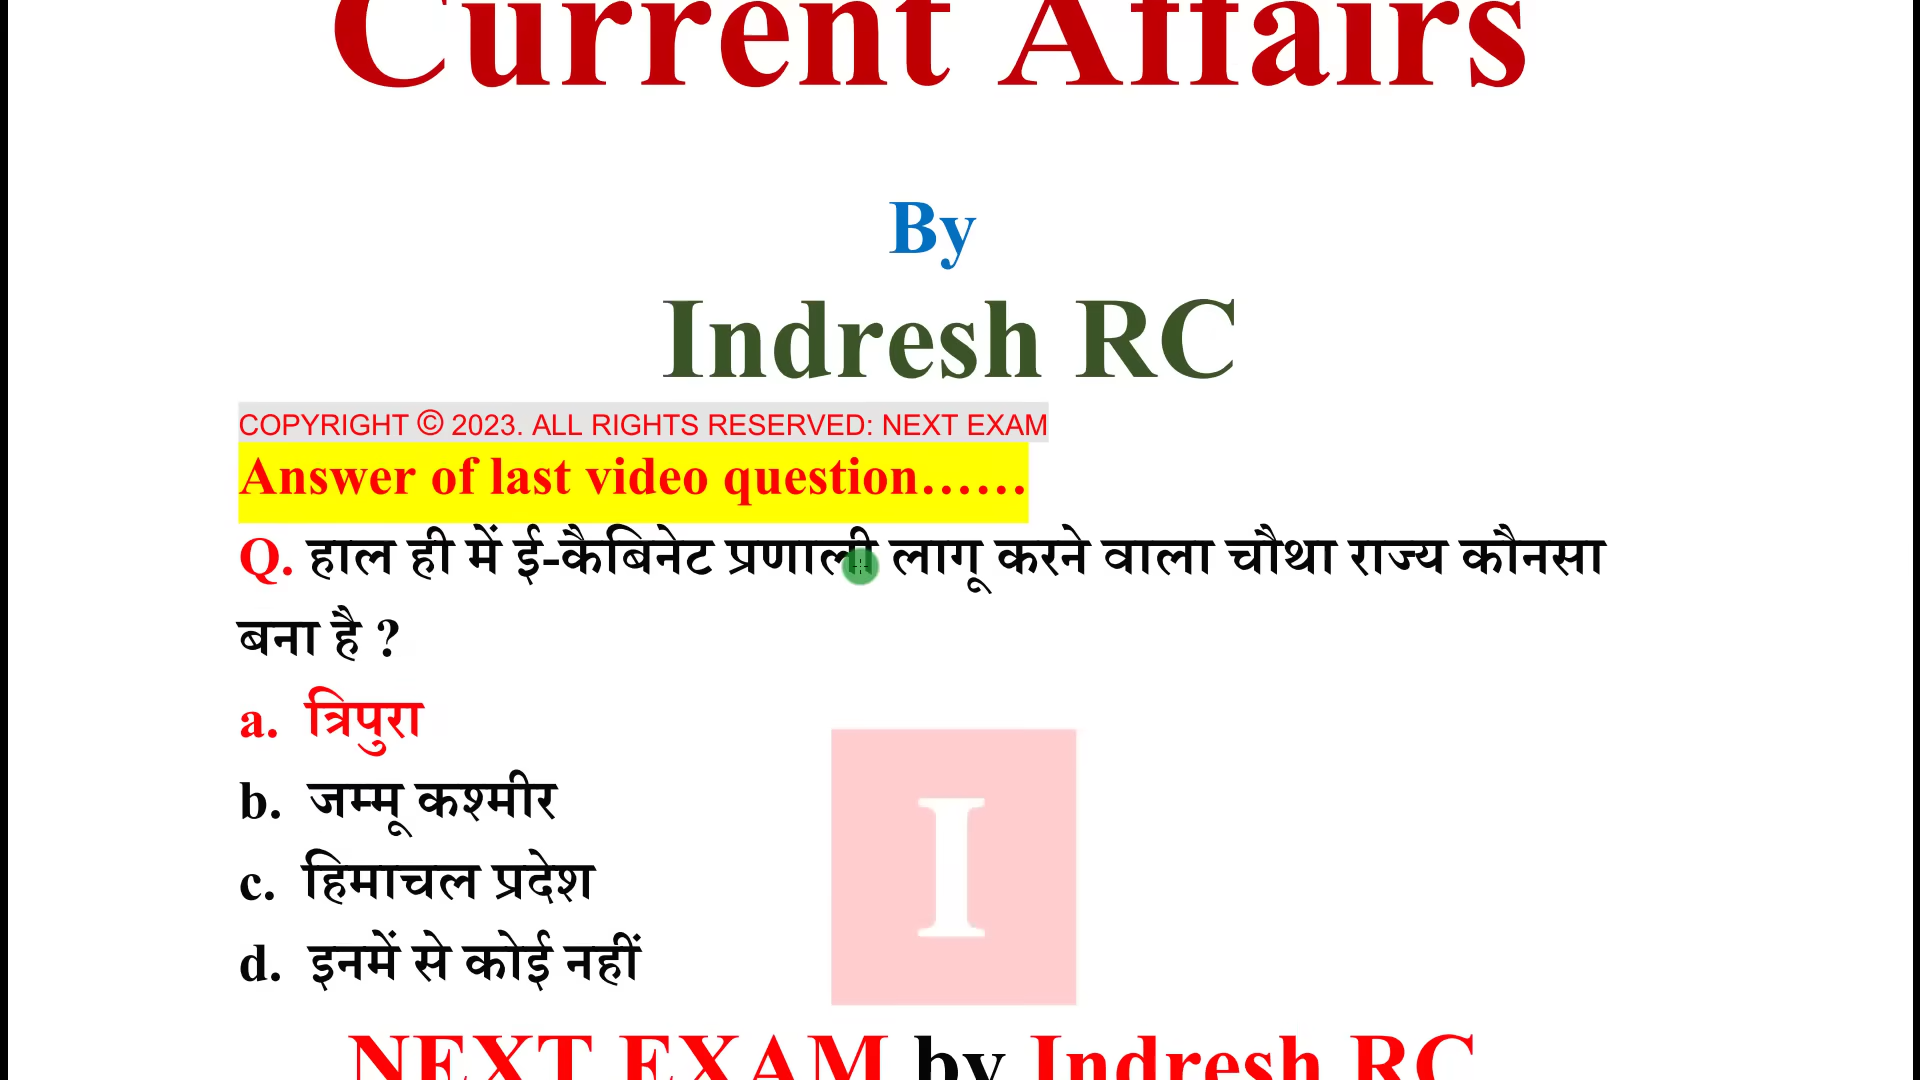 Current Affairs
By
Indresh RC
COPYRIGHT © 2023. ALL RIGHTS RESERVED: NEXT EXAM
Answer of last video question……
Q. हाल ही में ई-कैबिनेट प्रणाली लागू करने वाला चौथा राज्य कौनसा
बना है ?
a. त्रिपुरा
b. जम्मू कश्मीर
c. हिमाचल प्रदेश
d. इनमें से कोई नहीं
I
NEXT EXAM by Indresh RC